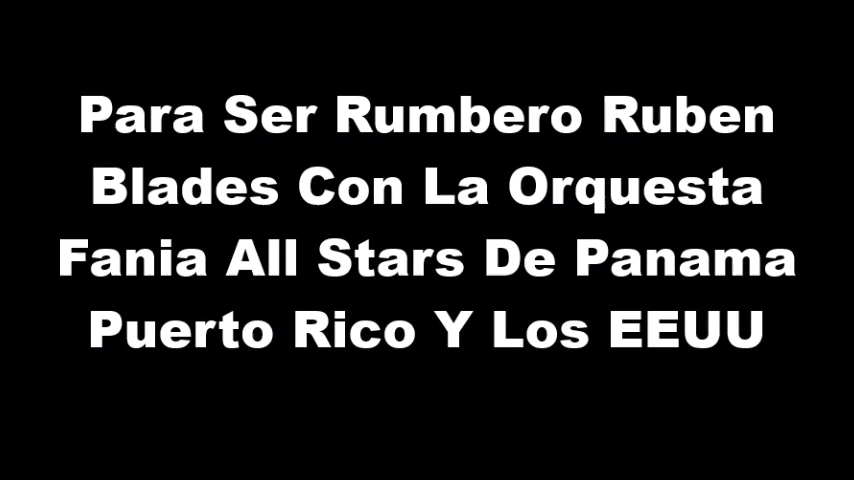 Para Ser Rumbero Ruben
Blades Con La Orquesta
Fania All Stars De Panama
Puerto Rico Y Los EEUU